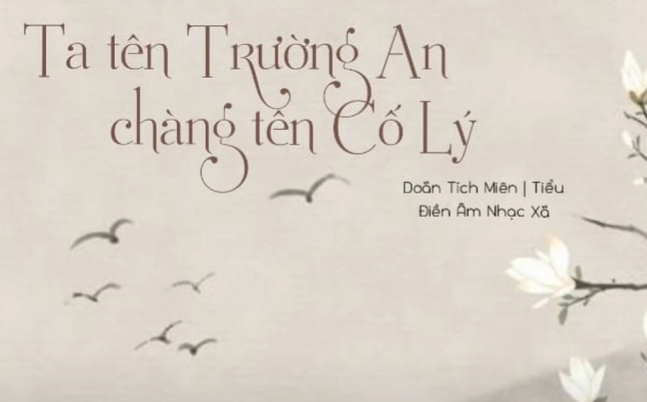 Ta tên Trường An
chàng tên Cố Lý
Doãn Tích Miên | Tiểu
Điền Âm Nhạc Xã